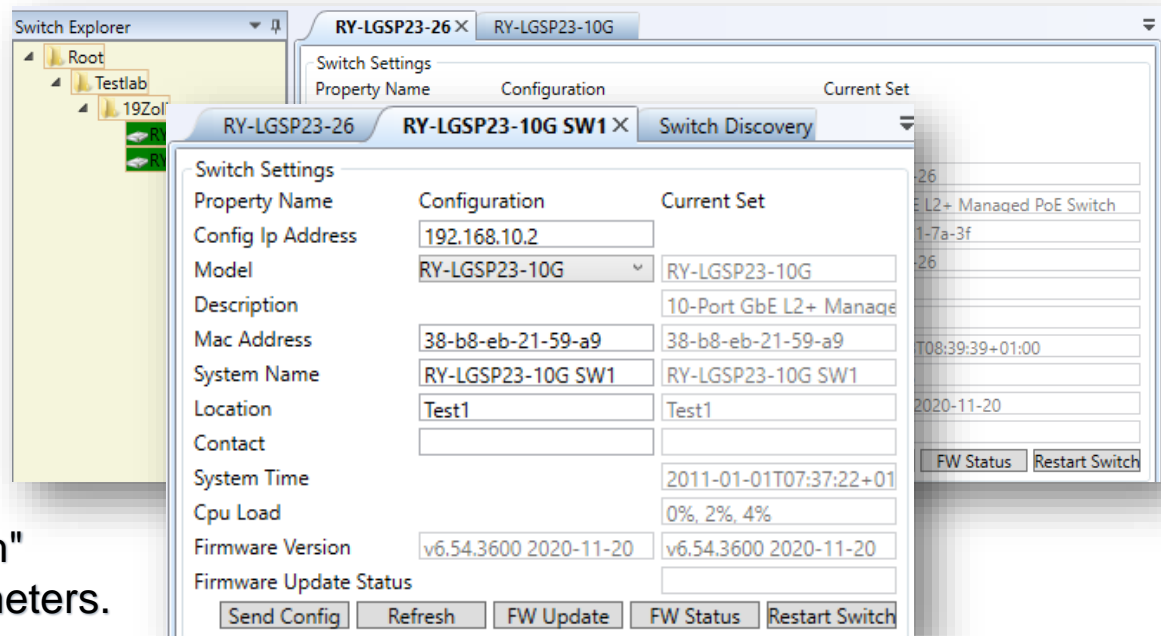 Switch Explorer
Root
Testlab
RY-LGSP23-26 RY-LGSP23-10G
Switch Settings
Property Name Configuration Current Set
-26
L2+ Managed PoE Switch
1-7a-3f
-26
T08:39:39+01:00
2020-11-20
FW Status Restart Switch
RY-LGSP23-26 RY-LGSP23-10G SW1 Switch Discovery
Switch Settings
Property Name Configuration Current Set
Config Ip Address 192.168.10.2
Model RY-LGSP23-10G RY-LGSP23-10G
Description 10-Port GbE L2+ Manage
Mac Address 38-b8-eb-21-59-a9 38-b8-eb-21-59-a9
System Name RY-LGSP23-10G SW1 RY-LGSP23-10G SW1
Location Test1 Test1
Contact
System Time 2011-01-01T07:37:22+01
Cpu Load 0%, 2%, 4%
Firmware Version v6.54.3600 2020-11-20 v6.54.3600 2020-11-20
Firmware Update Status
Send Config Refresh FW Update FW Status Restart Switch
neters.